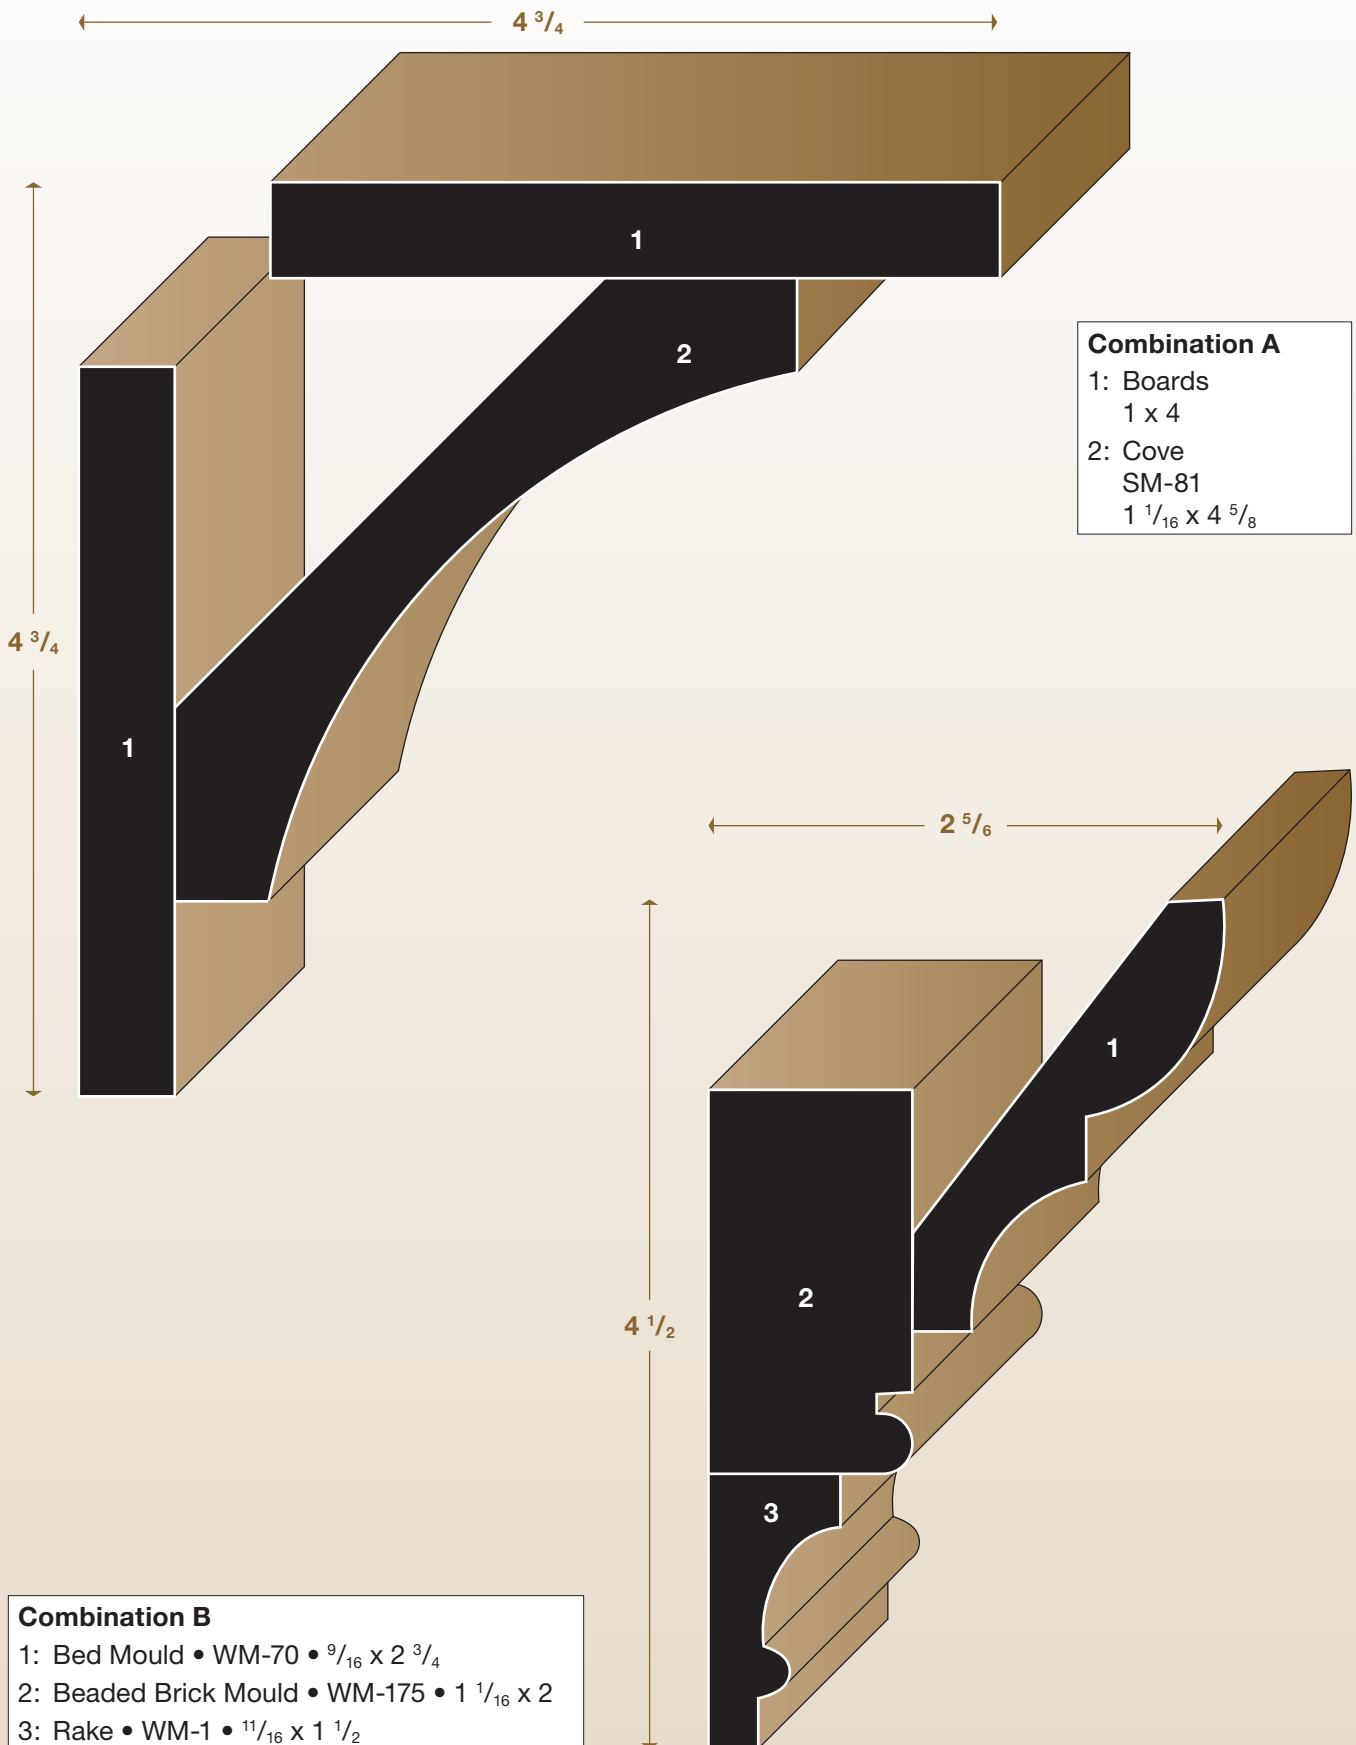 4 3/4
1
2
Combination A
1: Boards
1 x 4
2: Cove
SM-81
1 1/16 x 4 5/8
4 3/4
1
2 5/6
1
2
4 1/2
3
Combination B
1: Bed Mould • WM-70 • 9/16 x 2 3/4
2: Beaded Brick Mould • WM-175 • 1 1/16 x 2
3: Rake • WM-1 • 11/16 x 1 1/2